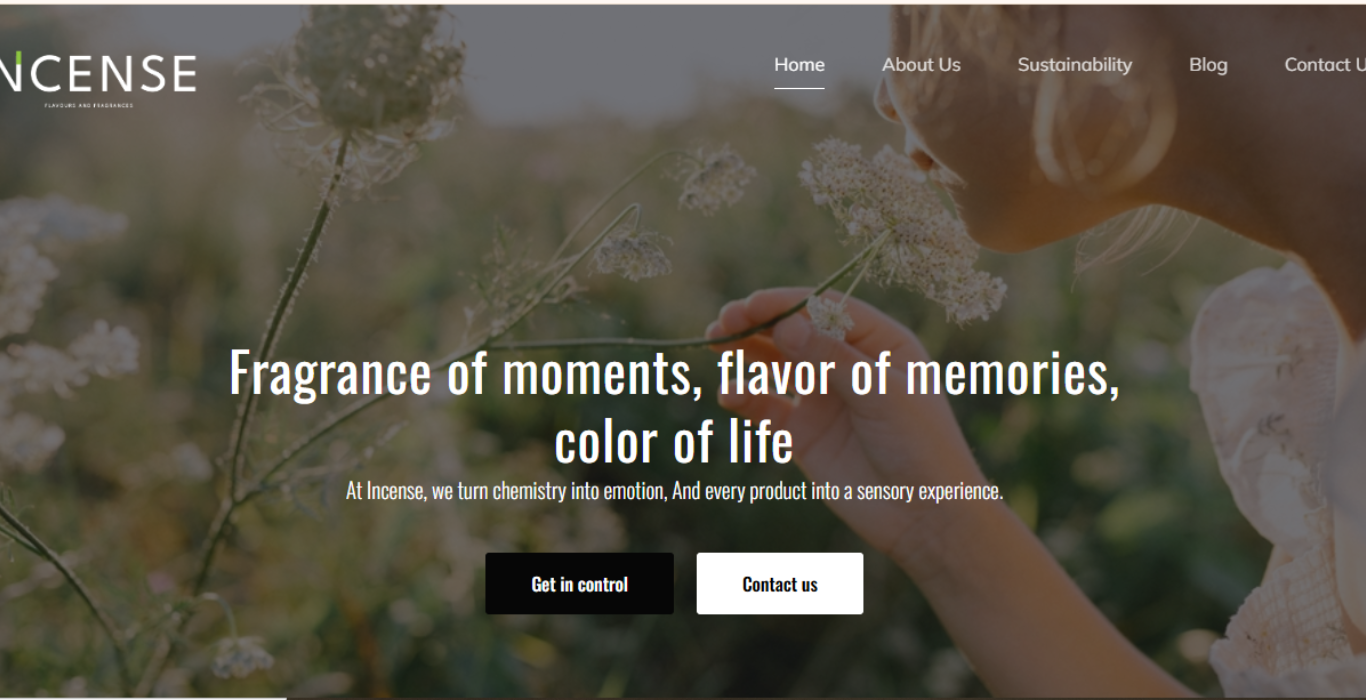 NCENSE
FLAVOURS AND FRAGRANCES
Home About Us Sustainability Blog Contact U
Fragrance of moments, flavor of memories,
color of life
At Incense, we turn chemistry into emotion, And every product into a sensory experience.
Get in control Contact us